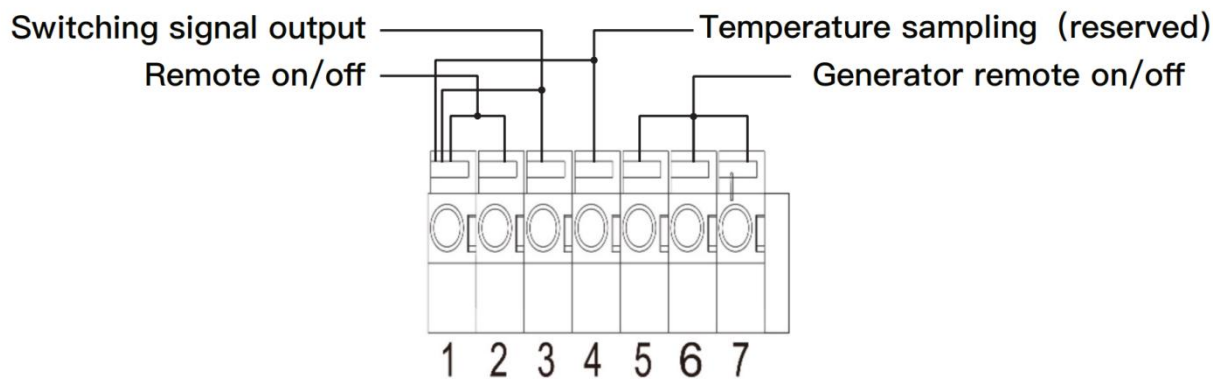 Switching signal output
Temperature sampling (reserved)
Remote on/off
Generator remote on/off
1 2 3 4 5 6 7